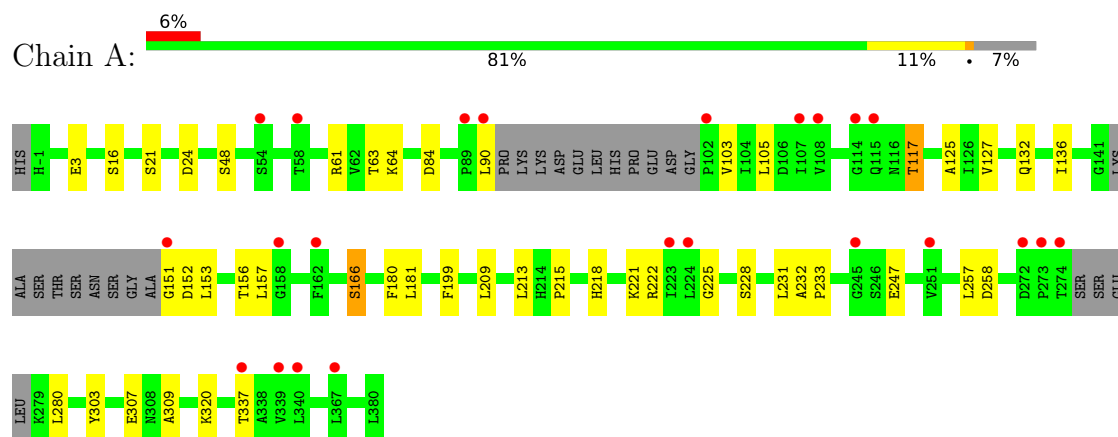 6%
Chain A:
81% 11% • 7%
HIS H-1 E3 S16 S21 D24 S48 S54 T58 R61 V62 T63 K64 D84 P89 L90 PRO LYS LYS ASP GLU LEU HIS PRO GLU ASP GLY P102 V103 I104 L105 D106 I107 V108 G114 Q115 N116 T117 A125 I126 V127 Q132 I136 G141 LYS
ALA SER THR SER ASN SER GLY ALA G151 D152 L153 T156 L157 G158 F162 S166 F180 L181 F199 L209 L213 H214 P215 H218 K221 R222 I223 L224 G225 S228 L231 A232 P233 G245 S246 E247 V251 L257 D258 D272 P273 T274 SER SER GLU
LEU K279 L280 Y303 E307 N308 A309 K320 T337 A338 V339 L340 L367 L380